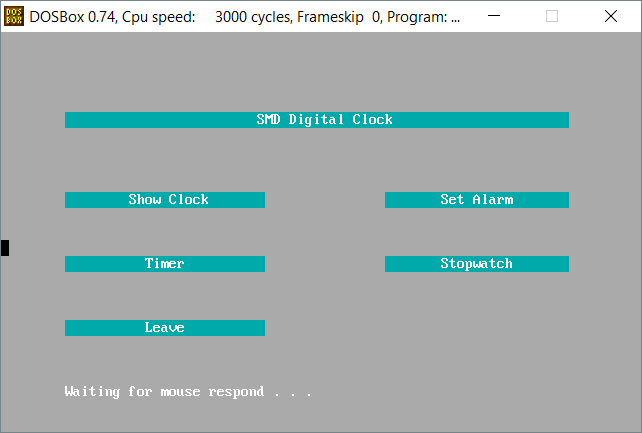 DOS BOX DOSBox 0.74, Cpu speed: 3000 cycles, Frameskip 0, Program: ...
SMD Digital Clock
Show Clock Set Alarm
Timer Stopwatch
Leave
Waiting for mouse respond . . .